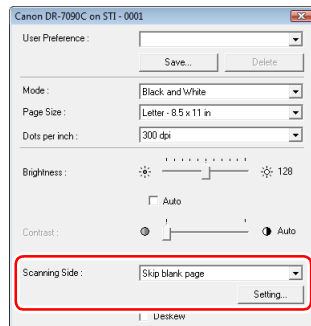 Canon DR-7090C on STI - 0001
User Preference :
Save... Delete
Mode : Black and White
Page Size : Letter - 8.5 x 11 in
Dots per inch : 300 dpi
Brightness : 128
Auto
Contrast : Auto
Scanning Side : Skip blank page
Setting...
Deskew